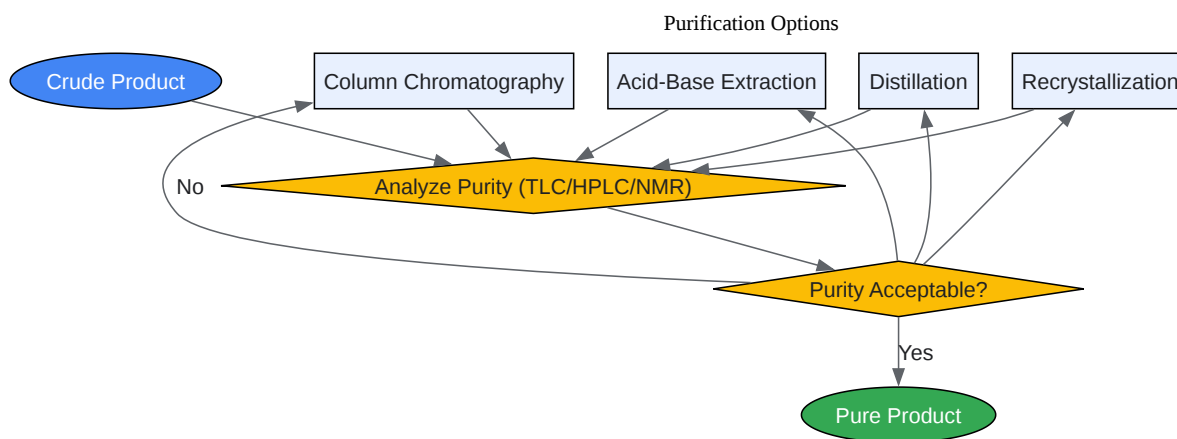 Purification Options
Crude Product
Column Chromatography
Acid-Base Extraction
Distillation
Recrystallization
Analyze Purity (TLC/HPLC/NMR)
No
Purity Acceptable?
Yes
Pure Product